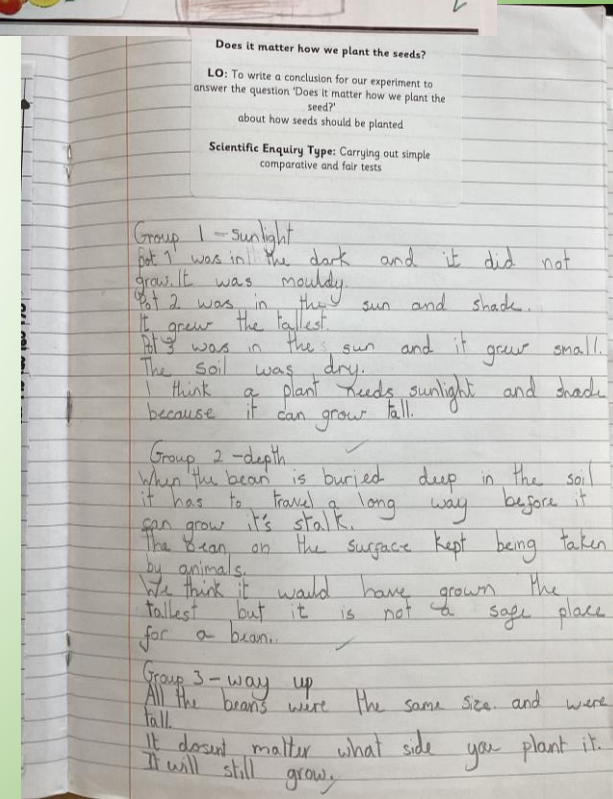 Does it matter how we plant the seeds?
LO: To write a conclusion for our experiment to
answer the question 'Does it matter how we plant the
seed?'
about how seeds should be planted
Scientific Enquiry Type: Carrying out simple
comparative and fair tests
Group 1 - sunlight
Pot 1 was in the dark and it did not
grow. It was mouldy.
Pot 2 was in the sun and shade.
It grew the tallest.
Pot 3 was in the sun and it grew small.
The soil was dry.
I think a plant needs sunlight and shade
because it can grow tall.
Group 2 - depth
When the bean is buried deep in the soil
it has to travel a long way before it
can grow it's stalk.
The bean on the surface kept being taken
by animals.
We think it would have grown the
tallest but it is not a safe place
for a bean.
Group 3 - way up
All the beans were the same size and were
tall.
It dosent matter what side you plant it.
It will still grow.